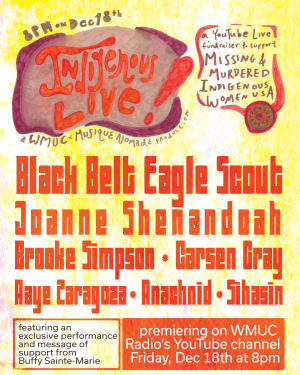 8PM on Dec 18th
Indigenous
Live!
a WMUC + Musique Nomade production
a YouTube Live
fundraiser to support
Missing &
Murdered
Indigenous
Women USA
Black Belt Eagle Scout
Joanne Shenandoah
Brooke Simpson • Carsen Gray
Raye Zaragoza • Anachnid • Sihasin
featuring an
exclusive performance
and message of
support from
Buffy Sainte-Marie
premiering on WMUC
Radio's YouTube channel
Friday, Dec 18th at 8pm